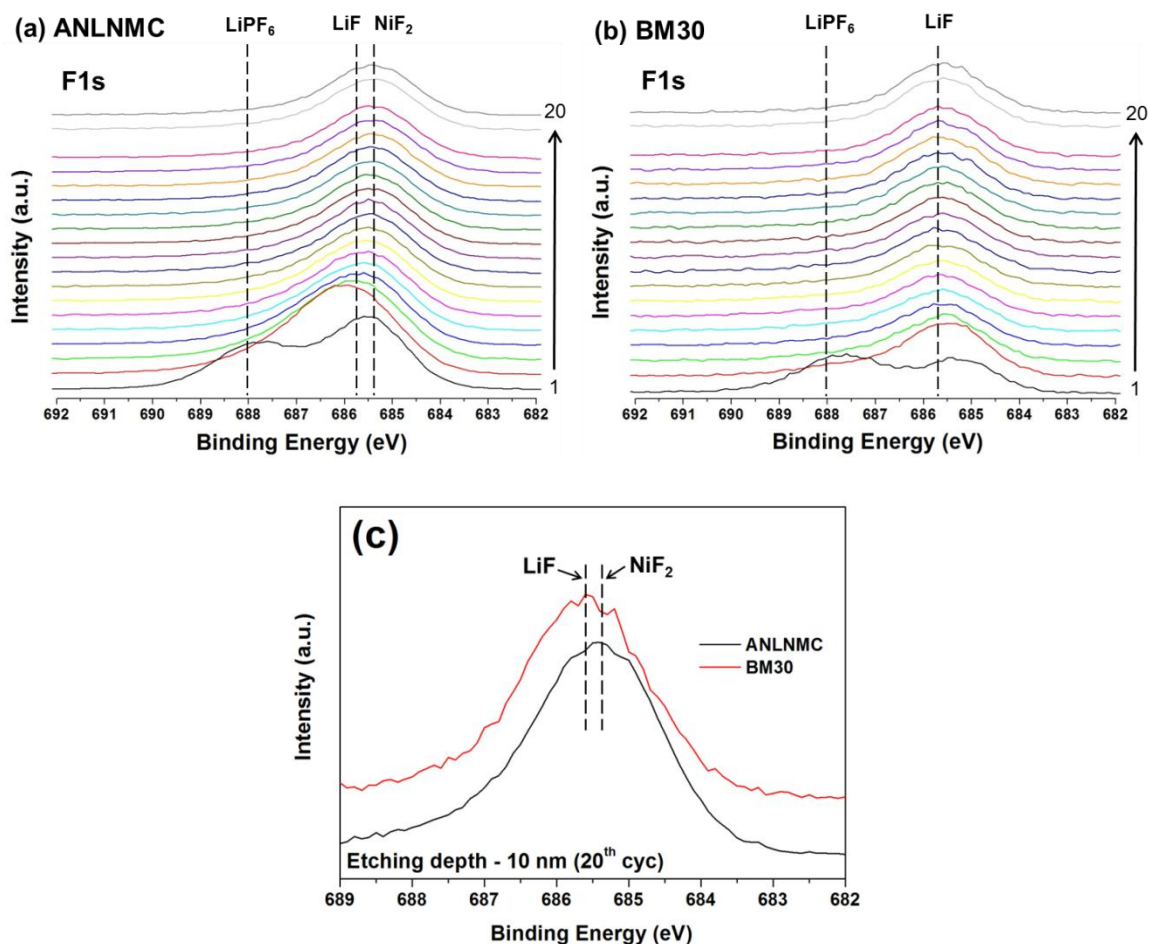 (a) ANLNMC
LiPF₆ LiF NiF₂
F1s
20
1
Intensity (a.u.)
692 691 690 689 688 687 686 685 684 683 682
Binding Energy (eV)
(b) BM30
LiPF₆ LiF
F1s
20
1
Intensity (a.u.)
692 691 690 689 688 687 686 685 684 683 682
Binding Energy (eV)
(c)
LiF NiF₂
ANLNMC
BM30
Intensity (a.u.)
Etching depth - 10 nm (20ᵗʰ cyc)
689 688 687 686 685 684 683 682
Binding Energy (eV)